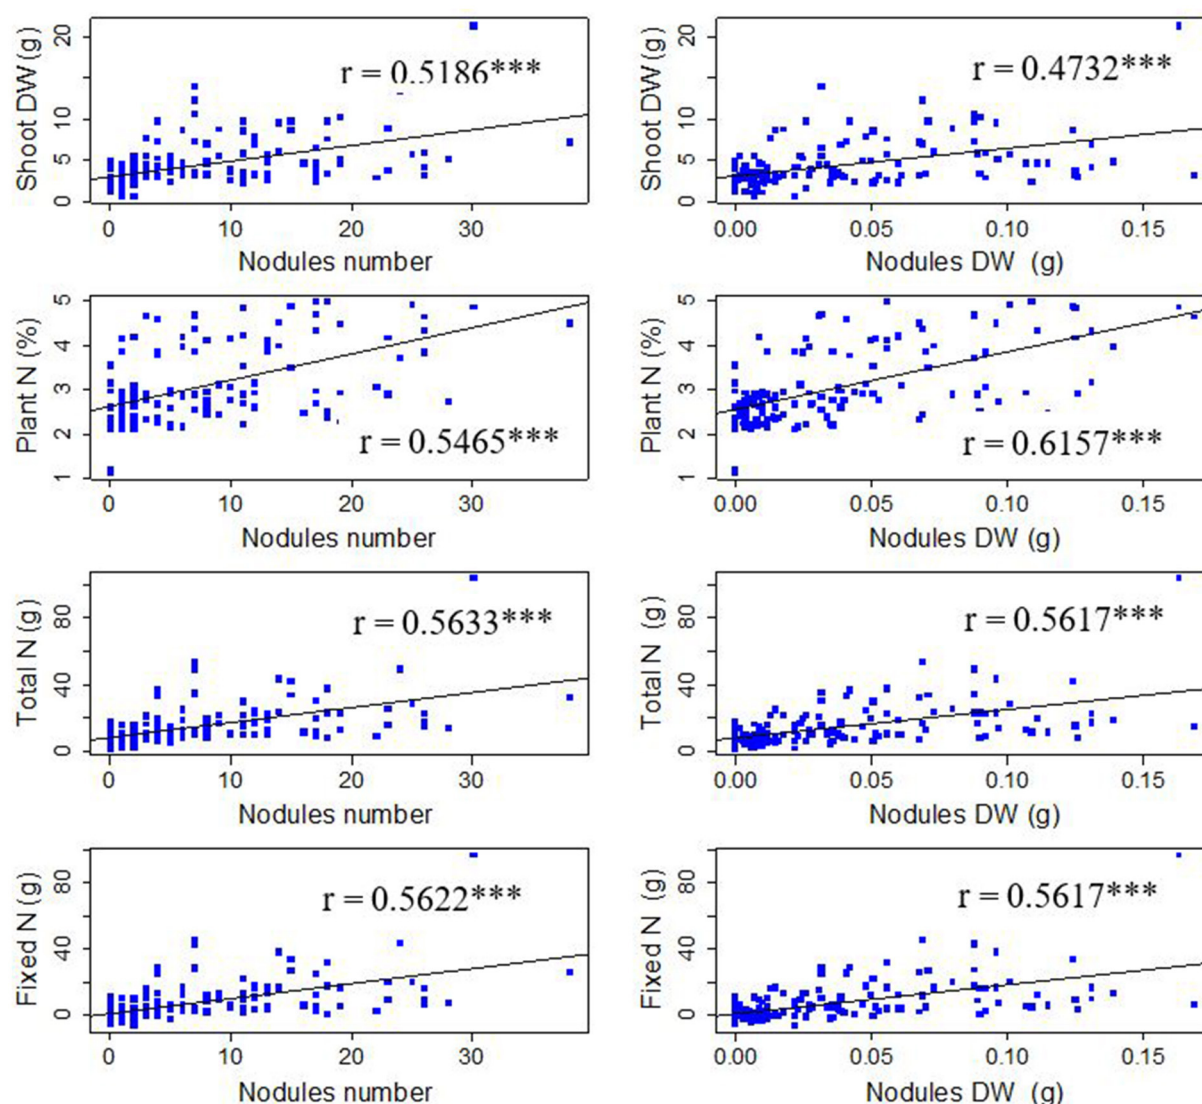 Shoot DW (g)
20
10
5
0
r = 0.5186***
0 10 20 30
Nodules number
Shoot DW (g)
20
10
5
0
r = 0.4732***
0.00 0.05 0.10 0.15
Nodules DW (g)
Plant N (%)
5
4
3
2
1
r = 0.5465***
0 10 20 30
Nodules number
Plant N (%)
5
4
3
2
1
r = 0.6157***
0.00 0.05 0.10 0.15
Nodules DW (g)
Total N (g)
80
40
0
r = 0.5633***
0 10 20 30
Nodules number
Total N (g)
80
40
0
r = 0.5617***
0.00 0.05 0.10 0.15
Nodules DW (g)
Fixed N (g)
80
40
0
r = 0.5622***
0 10 20 30
Nodules number
Fixed N (g)
80
40
0
r = 0.5617***
0.00 0.05 0.10 0.15
Nodules DW (g)